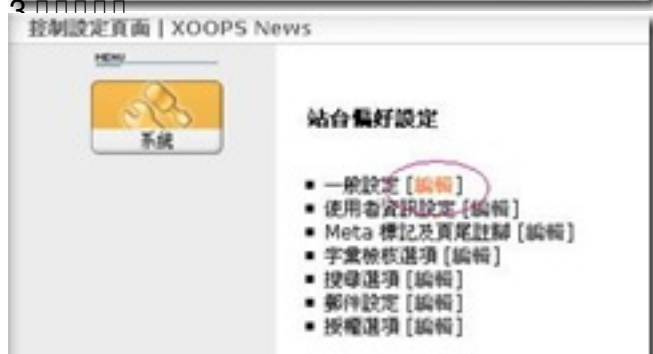 3.
控制設定頁面 | XOOPS News
MENU
系統
站台偏好設定
■ 一般設定 [編輯]
■ 使用者資訊設定 [編輯]
■ Meta 標記及頁尾註腳 [編輯]
■ 字彙檢核選項 [編輯]
■ 搜尋選項 [編輯]
■ 郵件設定 [編輯]
■ 授權選項 [編輯]